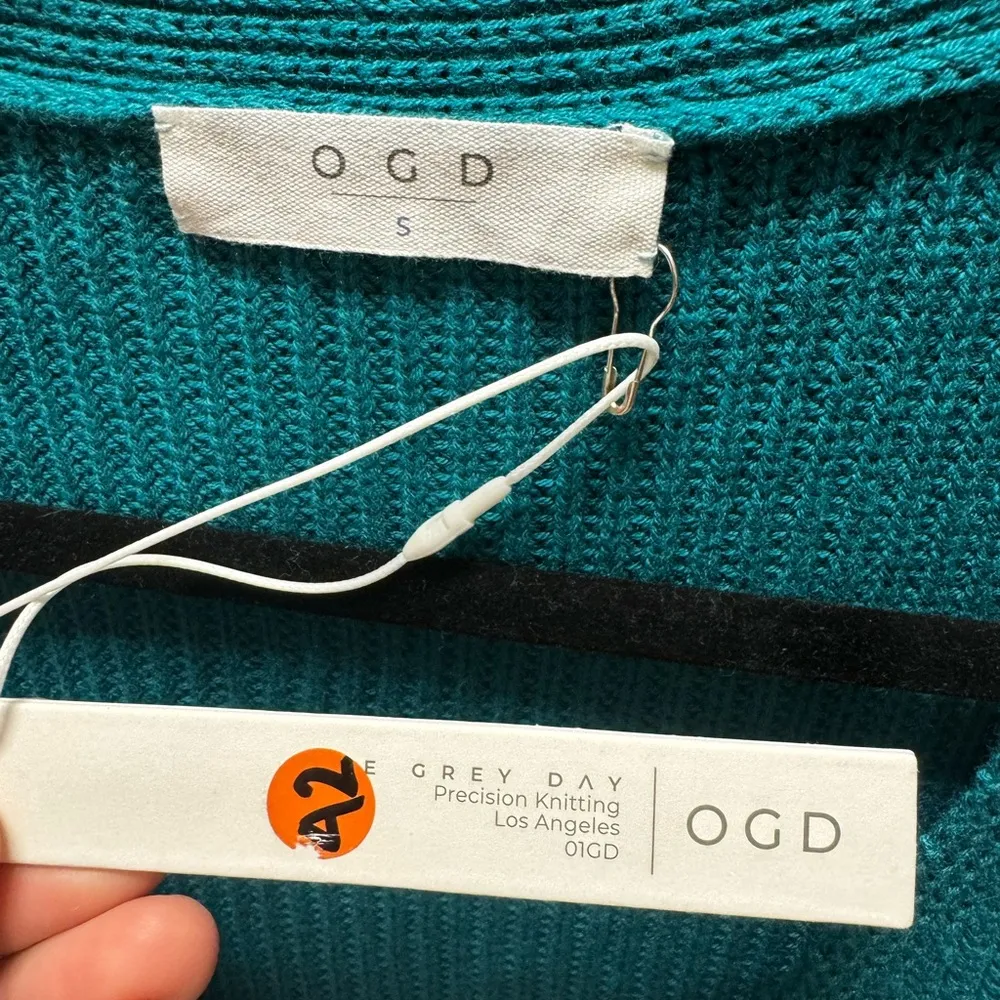 OGD
S
E GREY DAY
Precision Knitting
Los Angeles
01GD
OGD
A2